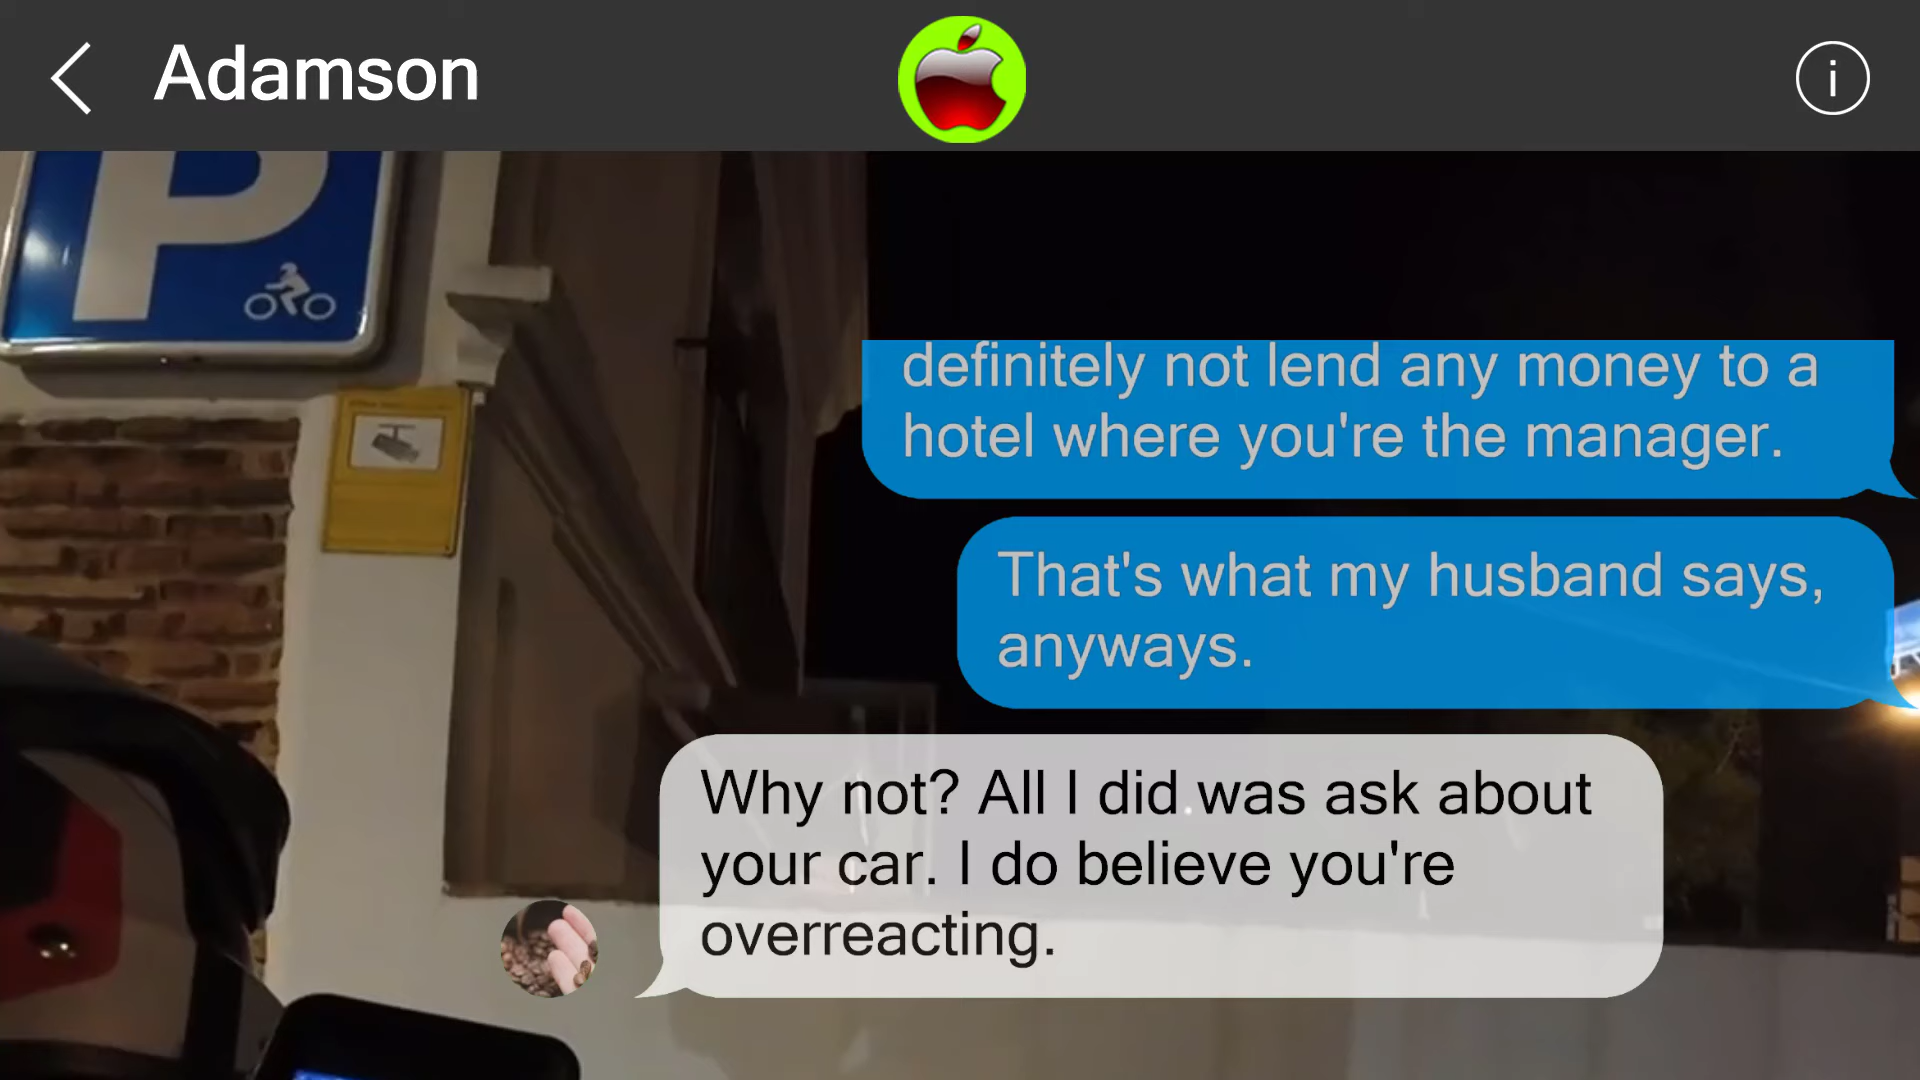 Adamson
i
P
definitely not lend any money to a
hotel where you're the manager.
That's what my husband says,
anyways.
Why not? All I did was ask about
your car. I do believe you're
overreacting.